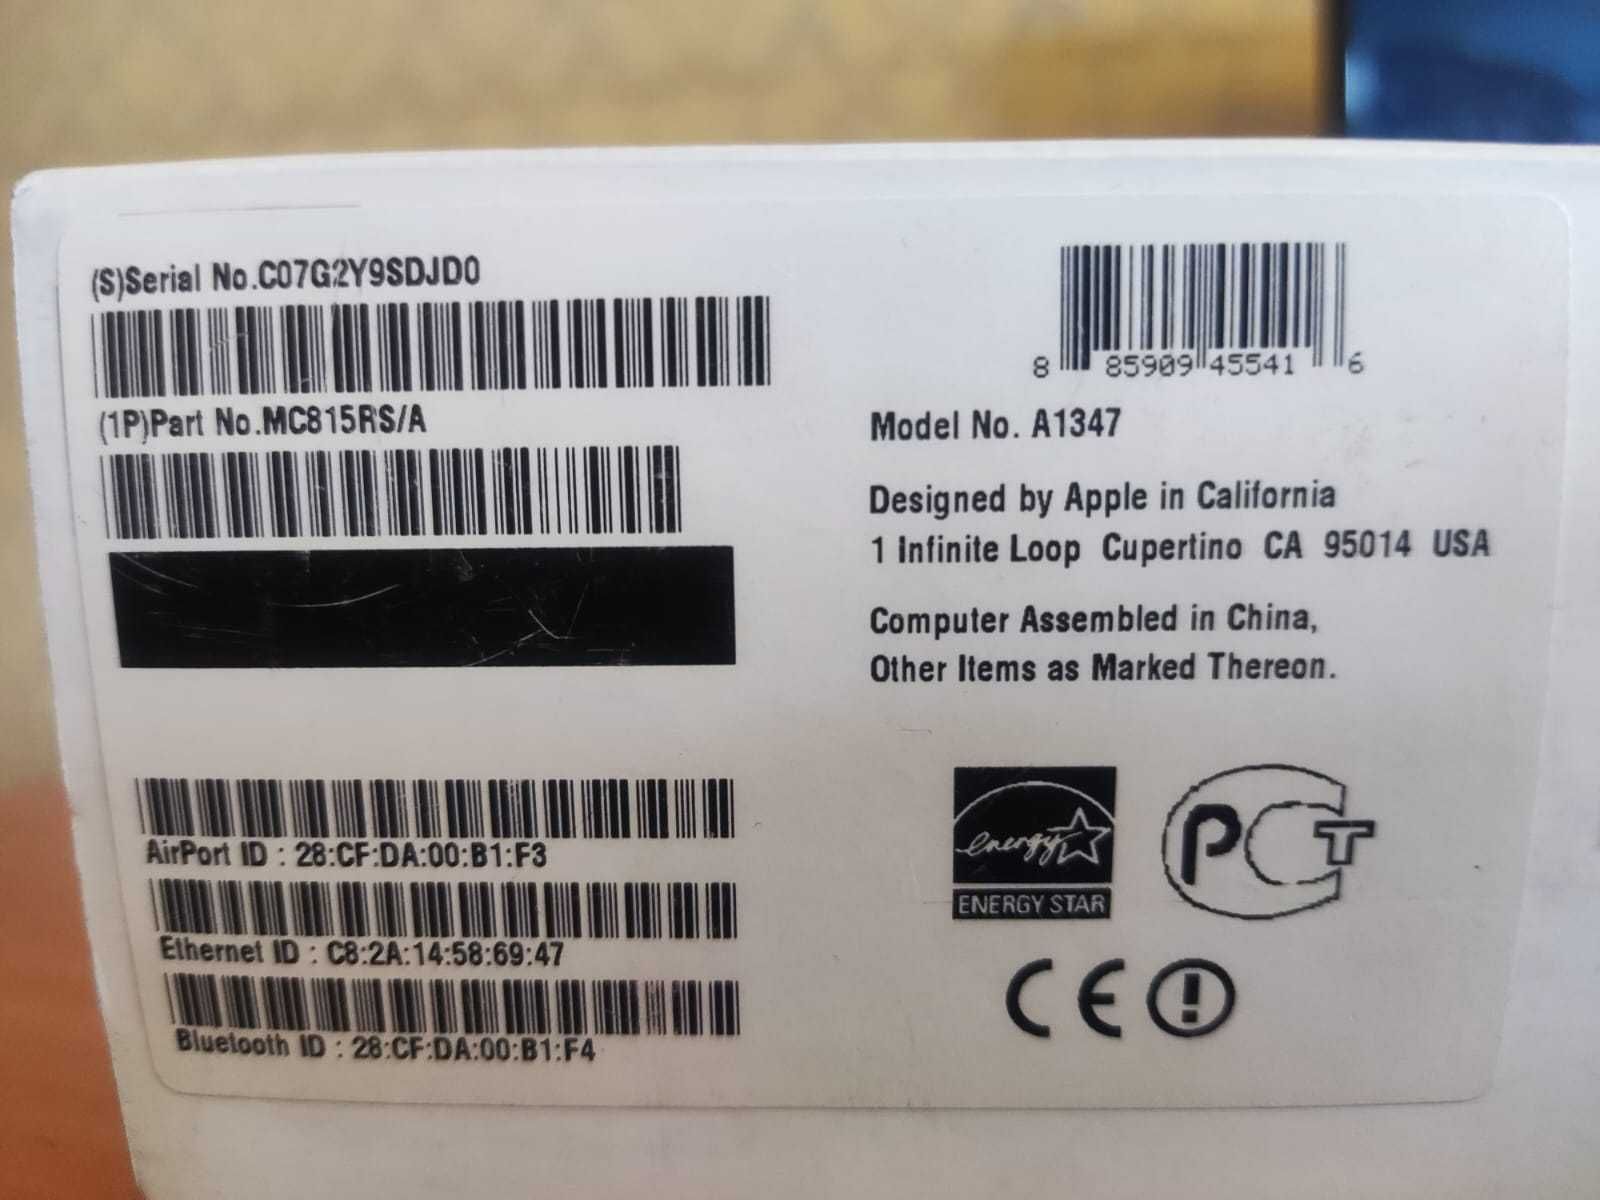 (S)Serial No.C07G2Y9SDJD0
(1P)Part No.MC815RS/A
AirPort ID : 28:CF:DA:00:B1:F3
Ethernet ID : C8:2A:14:58:69:47
Bluetooth ID : 28:CF:DA:00:B1:F4
8 85909 45541 6
Model No. A1347
Designed by Apple in California
1 Infinite Loop Cupertino CA 95014 USA
Computer Assembled in China,
Other Items as Marked Thereon.
energy
ENERGY STAR
PCT
CE